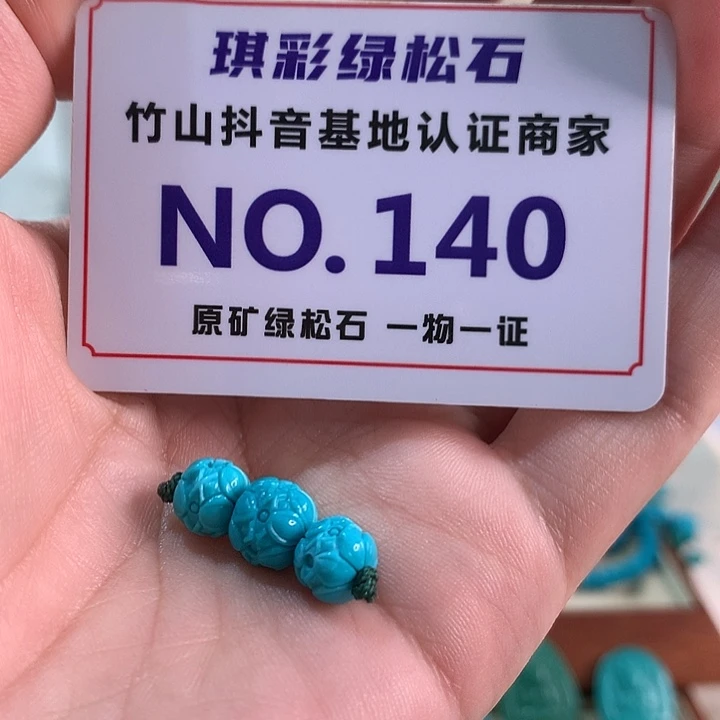 琪彩绿松石
竹山抖音基地认证商家
NO.140
原矿绿松石 一物一证